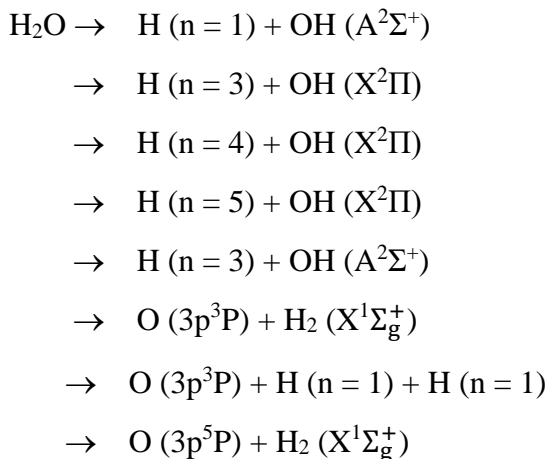 H₂O → H (n = 1) + OH (A²Σ⁺)
→ H (n = 3) + OH (X²Π)
→ H (n = 4) + OH (X²Π)
→ H (n = 5) + OH (X²Π)
→ H (n = 3) + OH (A²Σ⁺)
→ O (3p³P) + H₂ (X¹Σg⁺)
→ O (3p³P) + H (n = 1) + H (n = 1)
→ O (3p⁵P) + H₂ (X¹Σg⁺)